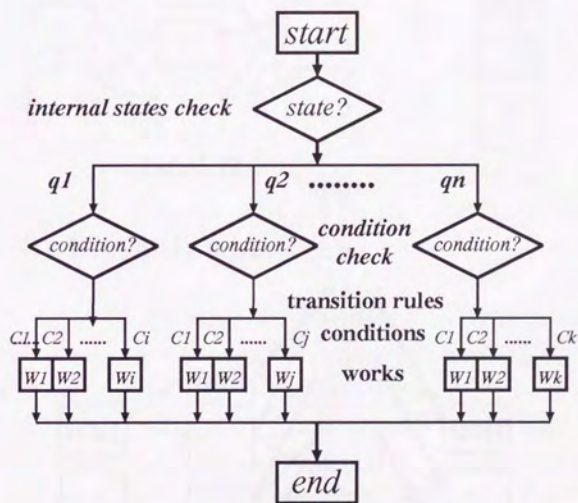 start
internal states check
state?
q1
q2
........
qn
condition?
condition?
condition
check
condition?
transition rules
C1... C2 ...... Ci
C1 C2 ...... Cj
conditions
C1 C2 ...... Ck
W1 W2 Wi
W1 W2 Wj
works
W1 W2 Wk
end